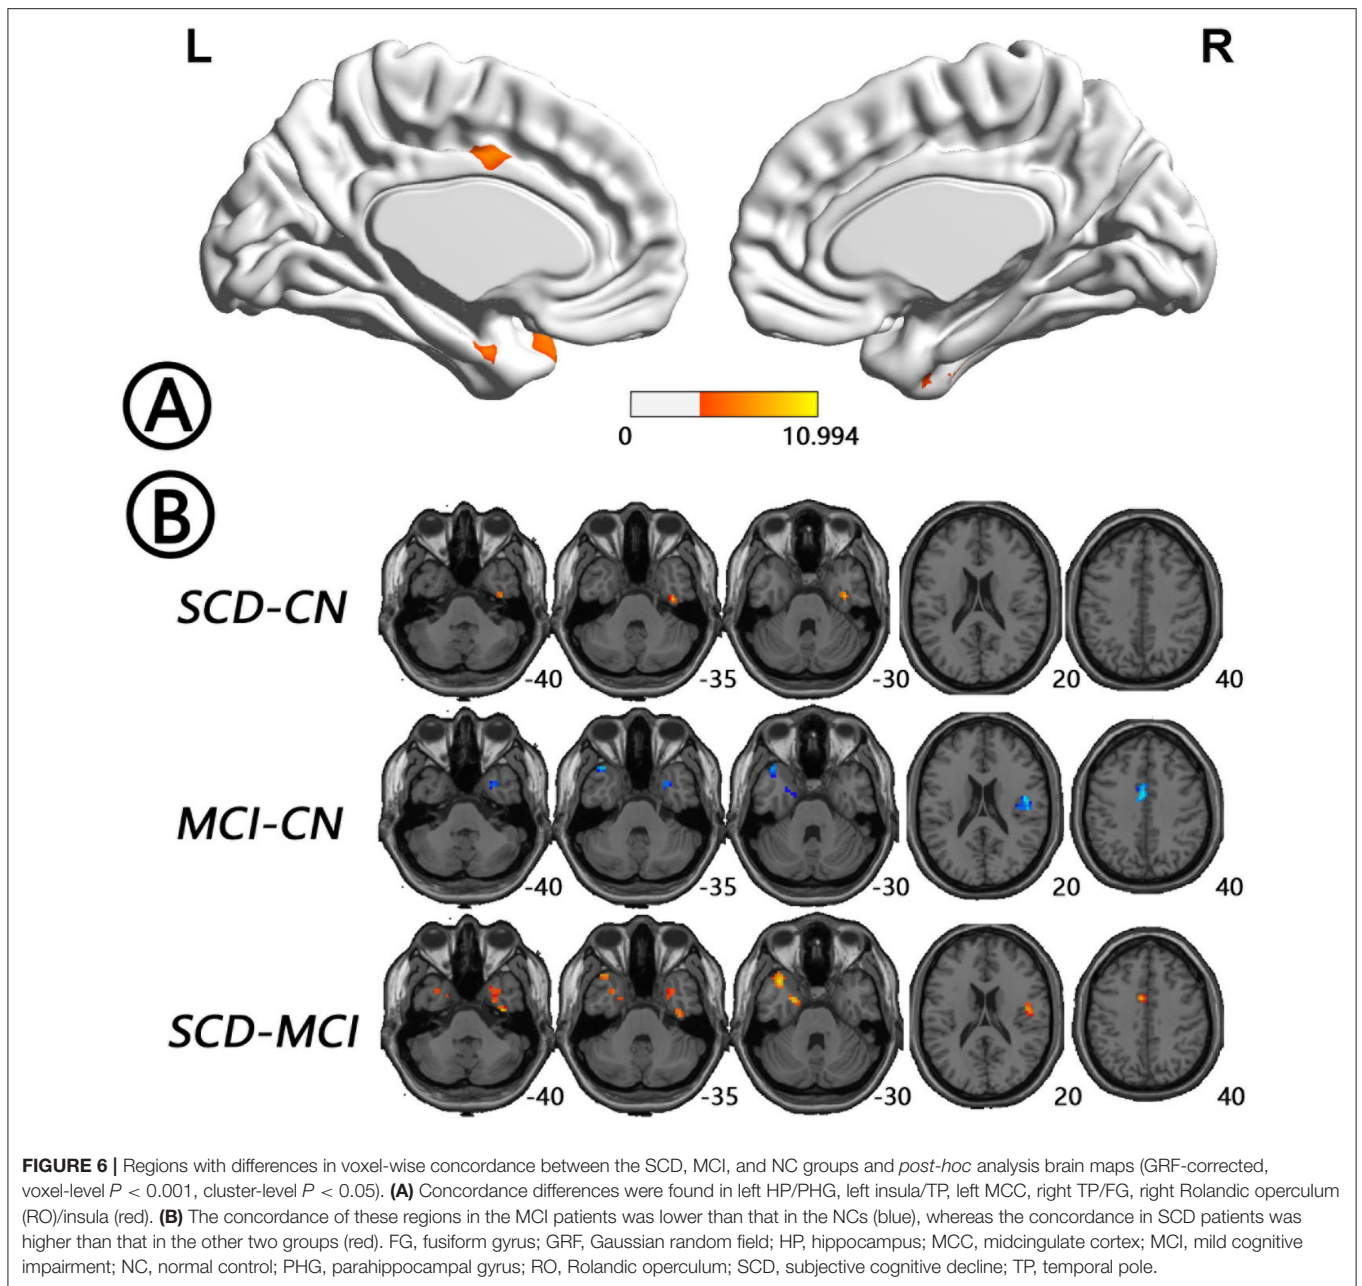 L
R
A
0
10.994
B
SCD-CN
-40
-35
-30
20
40
MCI-CN
-40
-35
-30
20
40
SCD-MCI
-40
-35
-30
20
40
FIGURE 6 | Regions with differences in voxel-wise concordance between the SCD, MCI, and NC groups and post-hoc analysis brain maps (GRF-corrected,
voxel-level P < 0.001, cluster-level P < 0.05). (A) Concordance differences were found in left HP/PHG, left insula/TP, left MCC, right TP/FG, right Rolandic operculum
(RO)/insula (red). (B) The concordance of these regions in the MCI patients was lower than that in the NCs (blue), whereas the concordance in SCD patients was
higher than that in the other two groups (red). FG, fusiform gyrus; GRF, Gaussian random field; HP, hippocampus; MCC, midcingulate cortex; MCI, mild cognitive
impairment; NC, normal control; PHG, parahippocampal gyrus; RO, Rolandic operculum; SCD, subjective cognitive decline; TP, temporal pole.